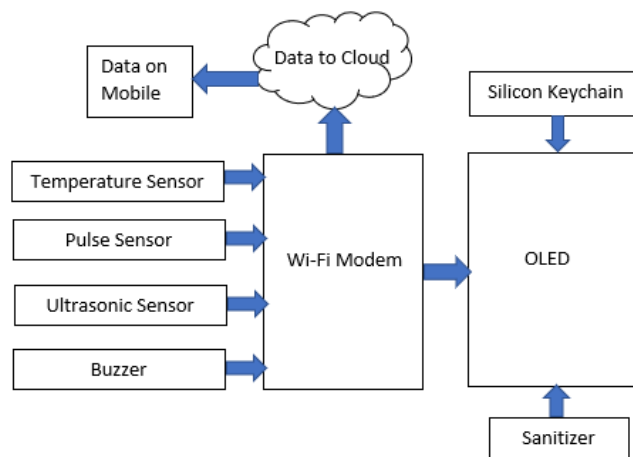 Data to Cloud
Data on
Mobile
Silicon Keychain
Temperature Sensor
Pulse Sensor
Wi-Fi Modem
OLED
Ultrasonic Sensor
Buzzer
Sanitizer